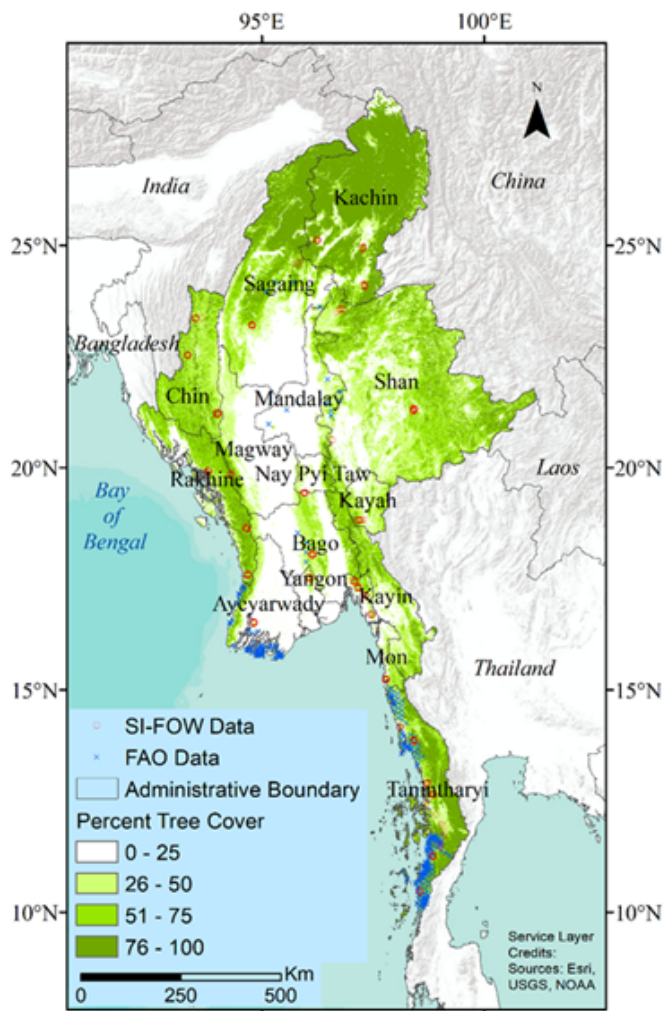 95°E 100°E
N
India
Kachin
China
25°N 25°N
Sagaing
Bangladesh
Shan
Chin
Mandalay
Magway
20°N 20°N
Rakhine
Nay Pyi Taw
Laos
Bay
of
Bengal
Kayah
Bago
Yangon
Kayin
Ayeyarwady
Mon
Thailand
15°N 15°N
SI-FOW Data
FAO Data
Administrative Boundary
Tanintharyi
Percent Tree Cover
0 - 25
26 - 50
51 - 75
76 - 100
10°N 10°N
Service Layer
Credits:
Sources: Esri,
USGS, NOAA
Km
0 250 500